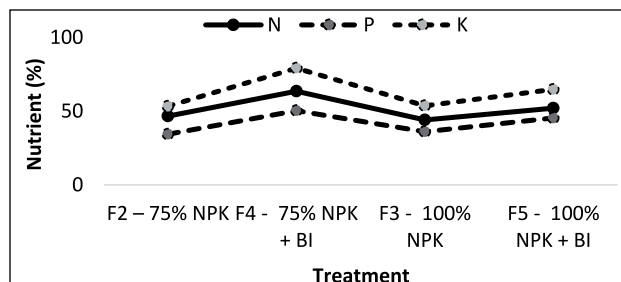 N P K
100
50
0
Nutrient (%)
F2 – 75% NPK F4 - 75% NPK + BI F3 - 100% NPK F5 - 100% NPK + BI
Treatment